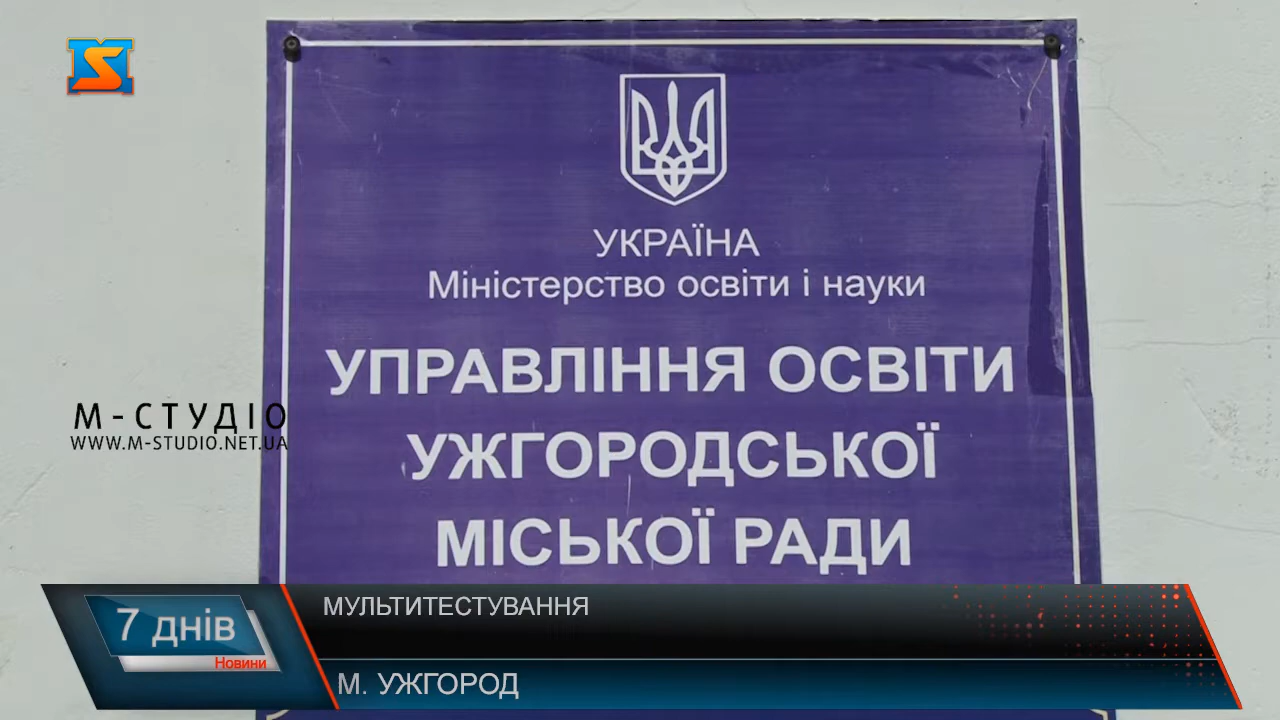 УКРАЇНА
Міністерство освіти і науки
УПРАВЛІННЯ ОСВІТИ
УЖГОРОДСЬКОЇ
МІСЬКОЇ РАДИ
М-СТУДІО
WWW.M-STUDIO.NET.UA
7 днів
Новини
МУЛЬТИТЕСТУВАННЯ
М. УЖГОРОД